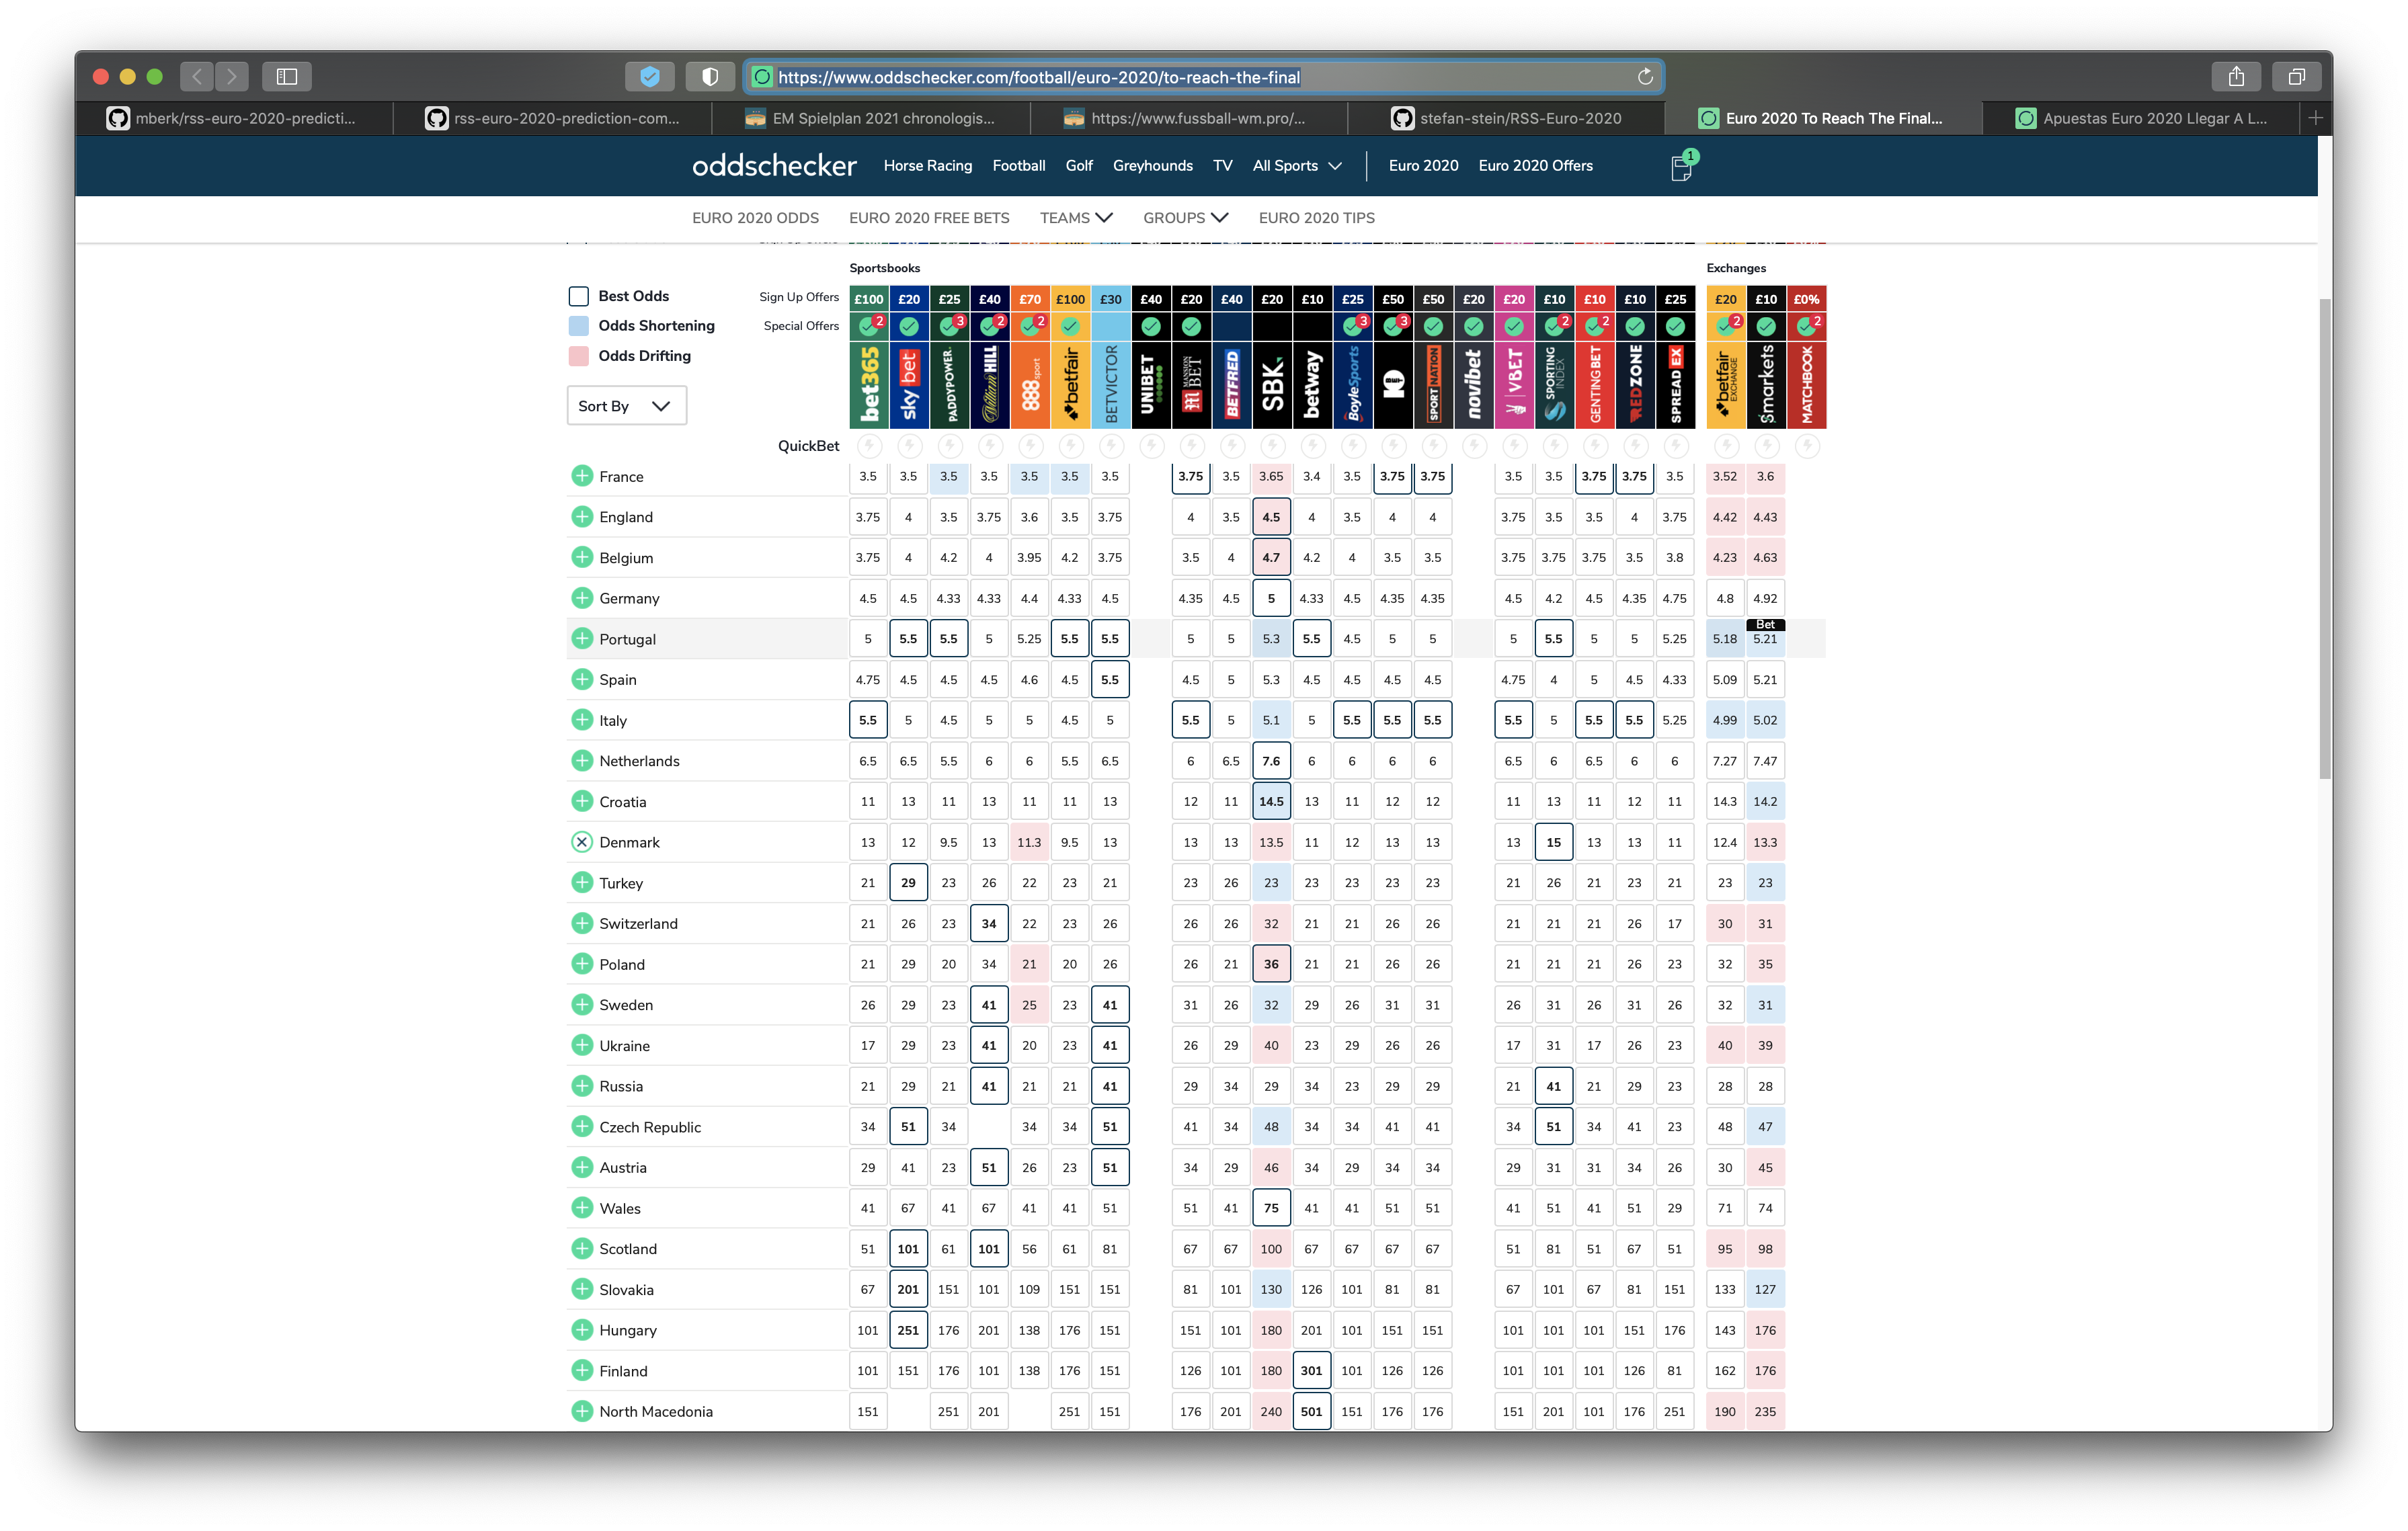 https://www.oddschecker.com/football/euro-2020/to-reach-the-final
mberk/rss-euro-2020-predicti... rss-euro-2020-prediction-com... EM Spielplan 2021 chronologis... https://www.fussball-wm.pro/... stefan-stein/RSS-Euro-2020 Euro 2020 To Reach The Final... Apuestas Euro 2020 Llegar A L...
oddschecker Horse Racing Football Golf Greyhounds TV All Sports Euro 2020 Euro 2020 Offers 1
EURO 2020 ODDS EURO 2020 FREE BETS TEAMS GROUPS EURO 2020 TIPS
Sportsbooks Exchanges
Best Odds Sign Up Offers £100 £20 £25 £40 £70 £100 £30 £40 £20 £40 £20 £10 £25 £50 £50 £20 £20 £10 £10 £10 £25 £20 £10 £0%
Odds Shortening Special Offers 2 3 2 2 3 3 2 2 2 2
Odds Drifting
bet365 sky bet PADDYPOWER. William HILL 888sport betfair BETVICTOR UNIBET MANSION BET BETFRED SBK. betway BoyleSports 10 BET SPORT NATION novibet VBET SPORTING INDEX GENTING BET REDZONE SPREAD EX betfair EXCHANGE smarkets MATCHBOOK
Sort By
QuickBet
France 3.5 3.5 3.5 3.5 3.5 3.5 3.5 3.75 3.5 3.65 3.4 3.5 3.75 3.75 3.5 3.5 3.75 3.75 3.5 3.52 3.6
England 3.75 4 3.5 3.75 3.6 3.5 3.75 4 3.5 4.5 4 3.5 4 4 3.75 3.5 3.5 4 3.75 4.42 4.43
Belgium 3.75 4 4.2 4 3.95 4.2 3.75 3.5 4 4.7 4.2 4 3.5 3.5 3.75 3.75 3.75 3.5 3.8 4.23 4.63
Germany 4.5 4.5 4.33 4.33 4.4 4.33 4.5 4.35 4.5 5 4.33 4.5 4.35 4.35 4.5 4.2 4.5 4.35 4.75 4.8 4.92
Bet
Portugal 5 5.5 5.5 5 5.25 5.5 5.5 5 5 5.3 5.5 4.5 5 5 5 5.5 5 5 5.25 5.18 5.21
Spain 4.75 4.5 4.5 4.5 4.6 4.5 5.5 4.5 5 5.3 4.5 4.5 4.5 4.5 4.75 4 5 4.5 4.33 5.09 5.21
Italy 5.5 5 4.5 5 5 4.5 5 5.5 5 5.1 5 5.5 5.5 5.5 5.5 5 5.5 5.5 5.25 4.99 5.02
Netherlands 6.5 6.5 5.5 6 6 5.5 6.5 6 6.5 7.6 6 6 6 6 6.5 6 6.5 6 6 7.27 7.47
Croatia 11 13 11 13 11 11 13 12 11 14.5 13 11 12 12 11 13 11 12 11 14.3 14.2
Denmark 13 12 9.5 13 11.3 9.5 13 13 13 13.5 11 12 13 13 13 15 13 13 11 12.4 13.3
Turkey 21 29 23 26 22 23 21 23 26 23 23 23 23 23 21 26 21 23 21 23 23
Switzerland 21 26 23 34 22 23 26 26 26 32 21 21 26 26 21 21 21 26 17 30 31
Poland 21 29 20 34 21 20 26 26 21 36 21 21 26 26 21 21 21 26 23 32 35
Sweden 26 29 23 41 25 23 41 31 26 32 29 26 31 31 26 31 26 31 26 32 31
Ukraine 17 29 23 41 20 23 41 26 29 40 23 29 26 26 17 31 17 26 23 40 39
Russia 21 29 21 41 21 21 41 29 34 29 34 23 29 29 21 41 21 29 23 28 28
Czech Republic 34 51 34 34 34 51 41 34 48 34 34 41 41 34 51 34 41 23 48 47
Austria 29 41 23 51 26 23 51 34 29 46 34 29 34 34 29 31 31 34 26 30 45
Wales 41 67 41 67 41 41 51 51 41 75 41 41 51 51 41 51 41 51 29 71 74
Scotland 51 101 61 101 56 61 81 67 67 100 67 67 67 67 51 81 51 67 51 95 98
Slovakia 67 201 151 101 109 151 151 81 101 130 126 101 81 81 67 101 67 81 151 133 127
Hungary 101 251 176 201 138 176 151 151 101 180 201 101 151 151 101 101 101 151 176 143 176
Finland 101 151 176 101 138 176 151 126 101 180 301 101 126 126 101 101 101 126 81 162 176
North Macedonia 151 251 201 251 151 176 201 240 501 151 176 176 151 201 101 176 251 190 235